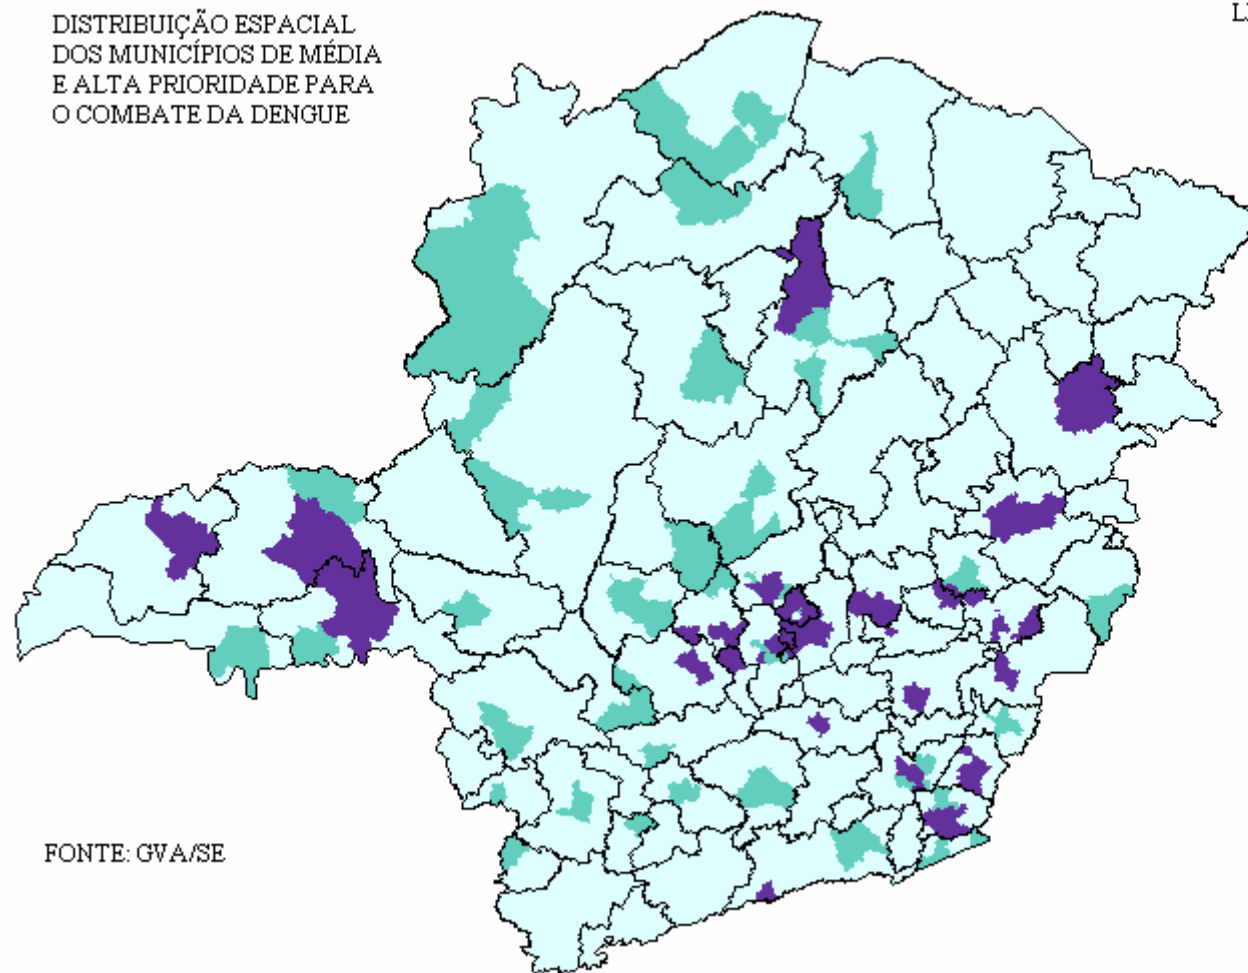 DISTRIBUIÇÃO ESPACIAL
DOS MUNICÍPIOS DE MÉDIA
E ALTA PRIORIDADE PARA
O COMBATE DA DENGUE
FONTE: GVA/SE